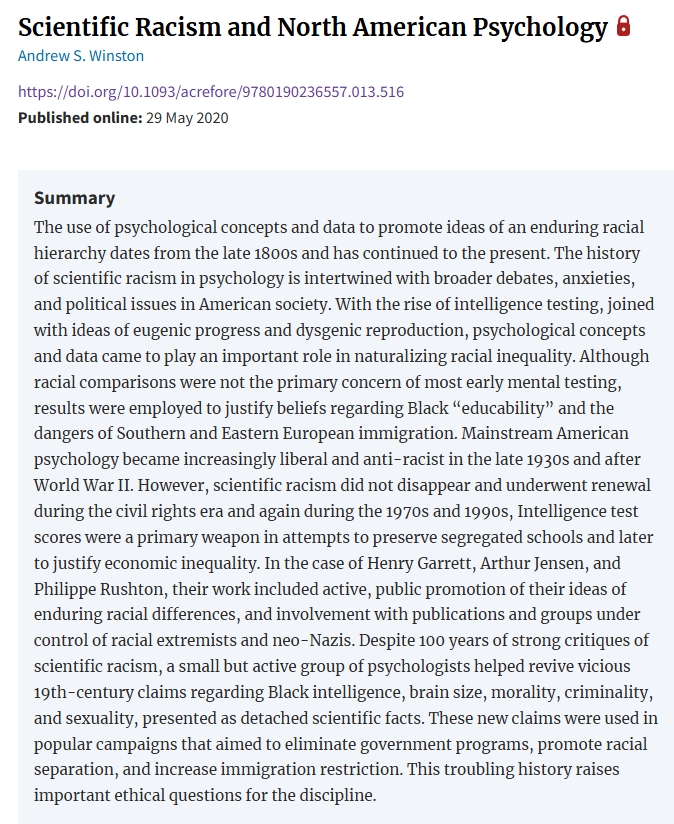 Scientific Racism and North American Psychology
Andrew S. Winston
https://doi.org/10.1093/acrefore/9780190236557.013.516
Published online: 29 May 2020
Summary
The use of psychological concepts and data to promote ideas of an enduring racial
hierarchy dates from the late 1800s and has continued to the present. The history
of scientific racism in psychology is intertwined with broader debates, anxieties,
and political issues in American society. With the rise of intelligence testing, joined
with ideas of eugenic progress and dysgenic reproduction, psychological concepts
and data came to play an important role in naturalizing racial inequality. Although
racial comparisons were not the primary concern of most early mental testing,
results were employed to justify beliefs regarding Black “educability” and the
dangers of Southern and Eastern European immigration. Mainstream American
psychology became increasingly liberal and anti-racist in the late 1930s and after
World War II. However, scientific racism did not disappear and underwent renewal
during the civil rights era and again during the 1970s and 1990s, Intelligence test
scores were a primary weapon in attempts to preserve segregated schools and later
to justify economic inequality. In the case of Henry Garrett, Arthur Jensen, and
Philippe Rushton, their work included active, public promotion of their ideas of
enduring racial differences, and involvement with publications and groups under
control of racial extremists and neo-Nazis. Despite 100 years of strong critiques of
scientific racism, a small but active group of psychologists helped revive vicious
19th-century claims regarding Black intelligence, brain size, morality, criminality,
and sexuality, presented as detached scientific facts. These new claims were used in
popular campaigns that aimed to eliminate government programs, promote racial
separation, and increase immigration restriction. This troubling history raises
important ethical questions for the discipline.